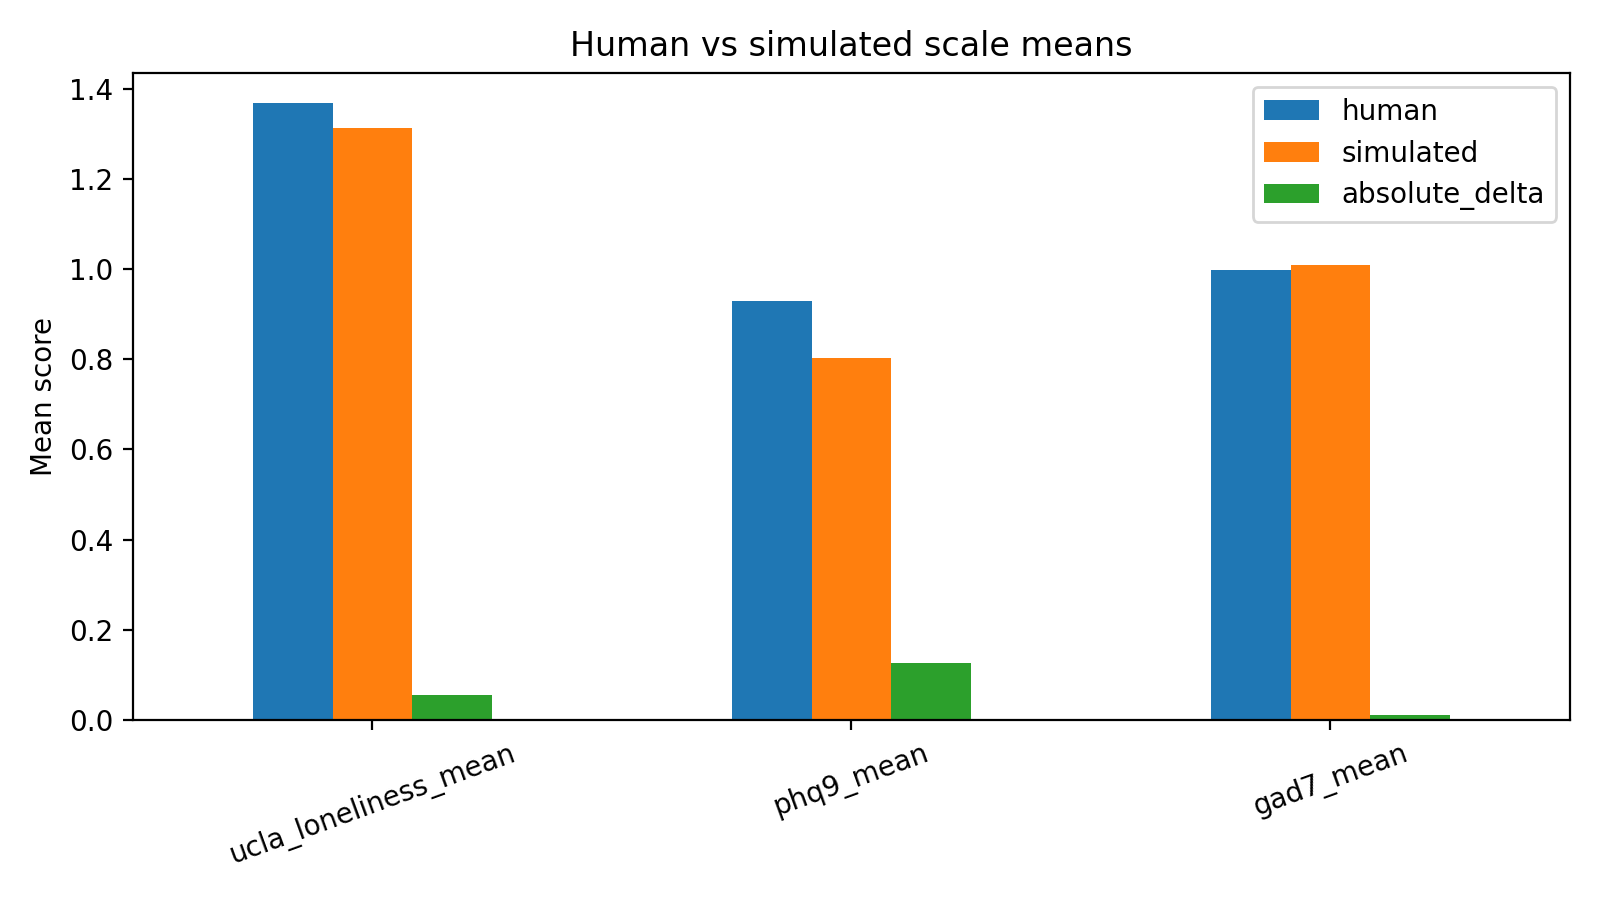 Human vs simulated scale means
1.4
1.2
1.0
0.8
0.6
0.4
0.2
0.0
Mean score
human
simulated
absolute_delta
ucla_loneliness_mean
phq9_mean
gad7_mean